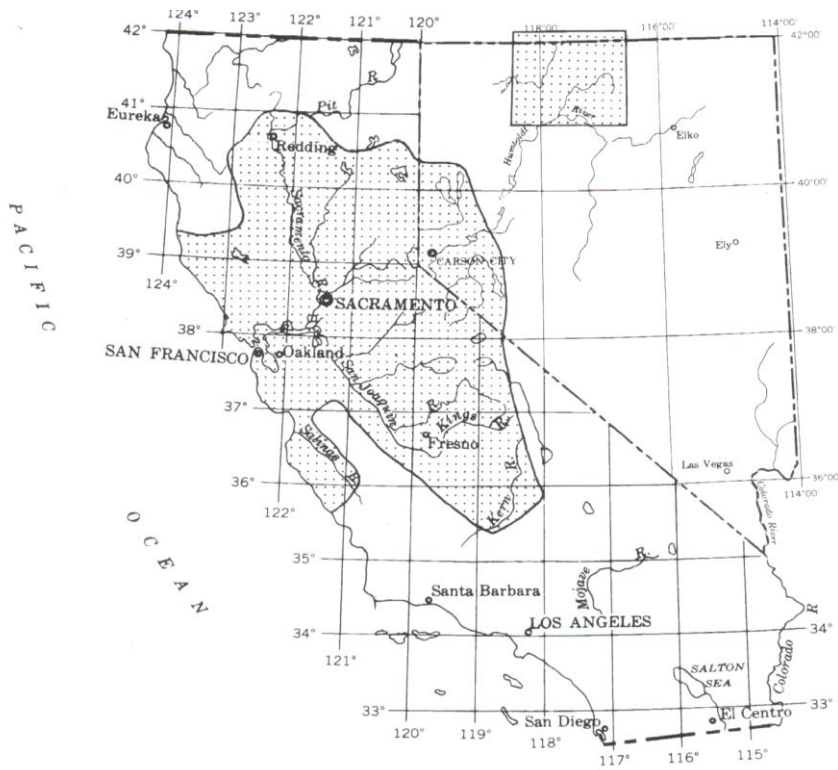 124° 123° 122° 121° 120° 118°00' 116°00' 114°00'
42° 42°00'
R
41° Pit River
Eureka Humboldt Elko
Redding
40° 40°00'
Sacramento
39° Ely
124° R CARSON CITY
SACRAMENTO
38° 38°00'
SAN FRANCISCO Oakland
San Joaquin
37° R. Kings R.
Salinas Fresno
R. R Las Vegas
36° 36°00'
122° Kern 114°00'
Colorado River
35° R.
Mojave
Santa Barbara
R
34° LOS ANGELES 34°
121° SALTON
SEA Colorado
33° 33°
San Diego El Centro
120° 119° 118° 117° 116° 115°
PACIFIC
OCEAN